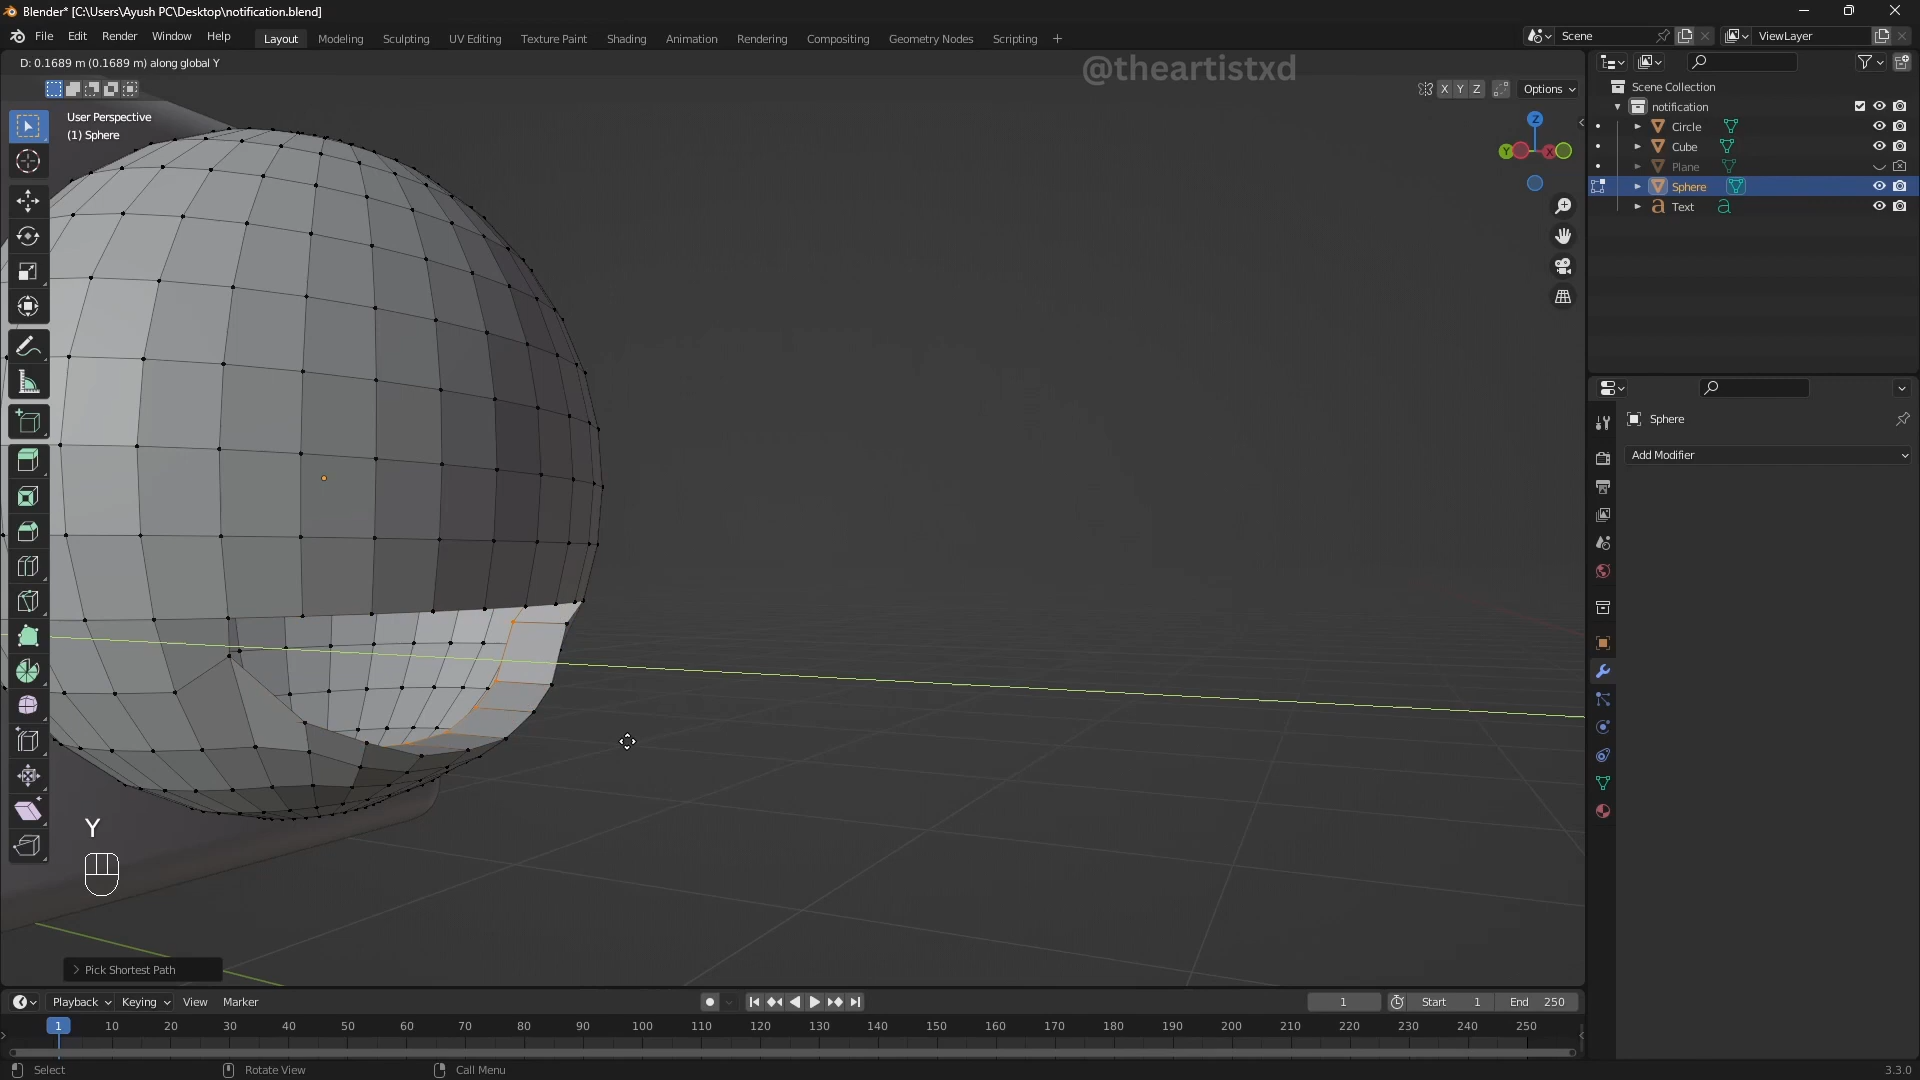 Blender* [C:\Users\Ayush PC\Desktop\notification.blend]
File Edit Render Window Help Layout Modeling Sculpting UV Editing Texture Paint Shading Animation Rendering Compositing Geometry Nodes Scripting + Scene ViewLayer
D: 0.1689 m (0.1689 m) along global Y
@theartistxd
X Y Z Options
User Perspective
(1) Sphere
Z
Y X
Scene Collection
notification
Circle
Cube
Plane
Sphere
Text
Sphere
Add Modifier
Y
Pick Shortest Path
Playback Keying View Marker 1 Start 1 End 250
1 10 20 30 40 50 60 70 80 90 100 110 120 130 140 150 160 170 180 190 200 210 220 230 240 250
Select Rotate View Call Menu 3.3.0